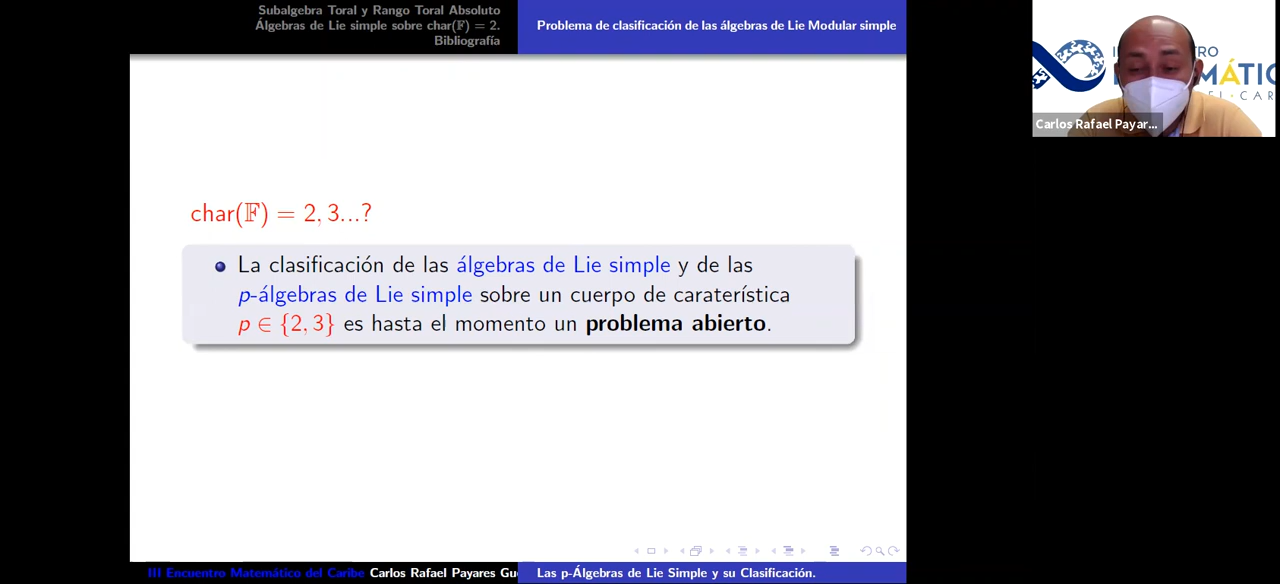 Subalgebra Toral y Rango Toral Absoluto
Álgebras de Lie simple sobre char(𝔽) = 2.
Bibliografía
Problema de clasificación de las álgebras de Lie Modular simple
char(𝔽) = 2, 3...?
La clasificación de las álgebras de Lie simple y de las
p-álgebras de Lie simple sobre un cuerpo de caraterística
p ∈ {2, 3} es hasta el momento un problema abierto.
III Encuentro Matemático del Caribe Carlos Rafael Payares Gu
Las p-Álgebras de Lie Simple y su Clasificación.
Carlos Rafael Payar...